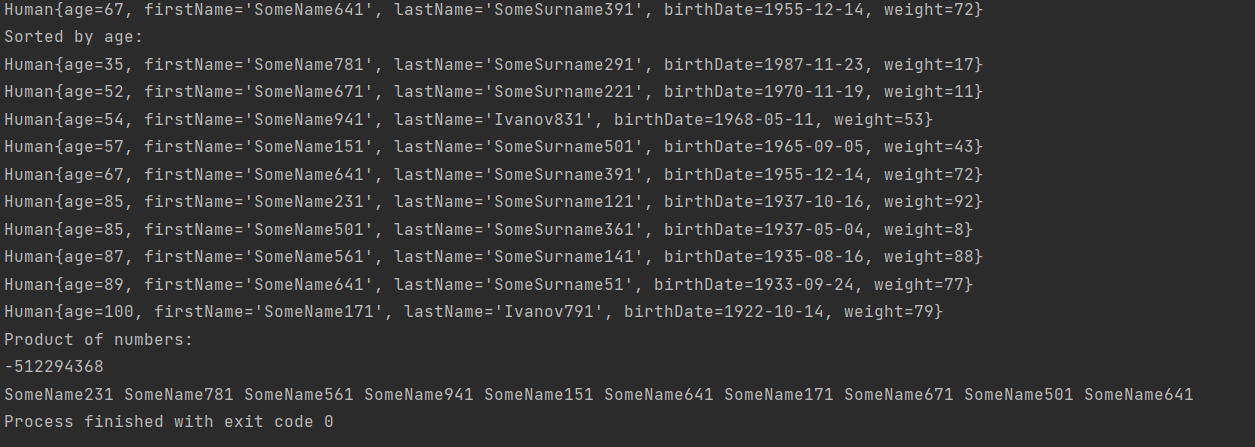 Human{age=67, firstName='SomeName641', lastName='SomeSurname391', birthDate=1955-12-14, weight=72}
Sorted by age:
Human{age=35, firstName='SomeName781', lastName='SomeSurname291', birthDate=1987-11-23, weight=17}
Human{age=52, firstName='SomeName671', lastName='SomeSurname221', birthDate=1970-11-19, weight=11}
Human{age=54, firstName='SomeName941', lastName='Ivanov831', birthDate=1968-05-11, weight=53}
Human{age=57, firstName='SomeName151', lastName='SomeSurname501', birthDate=1965-09-05, weight=43}
Human{age=67, firstName='SomeName641', lastName='SomeSurname391', birthDate=1955-12-14, weight=72}
Human{age=85, firstName='SomeName231', lastName='SomeSurname121', birthDate=1937-10-16, weight=92}
Human{age=85, firstName='SomeName501', lastName='SomeSurname361', birthDate=1937-05-04, weight=8}
Human{age=87, firstName='SomeName561', lastName='SomeSurname141', birthDate=1935-08-16, weight=88}
Human{age=89, firstName='SomeName641', lastName='SomeSurname51', birthDate=1933-09-24, weight=77}
Human{age=100, firstName='SomeName171', lastName='Ivanov791', birthDate=1922-10-14, weight=79}
Product of numbers:
-512294368
SomeName231 SomeName781 SomeName561 SomeName941 SomeName151 SomeName641 SomeName171 SomeName671 SomeName501 SomeName641
Process finished with exit code 0